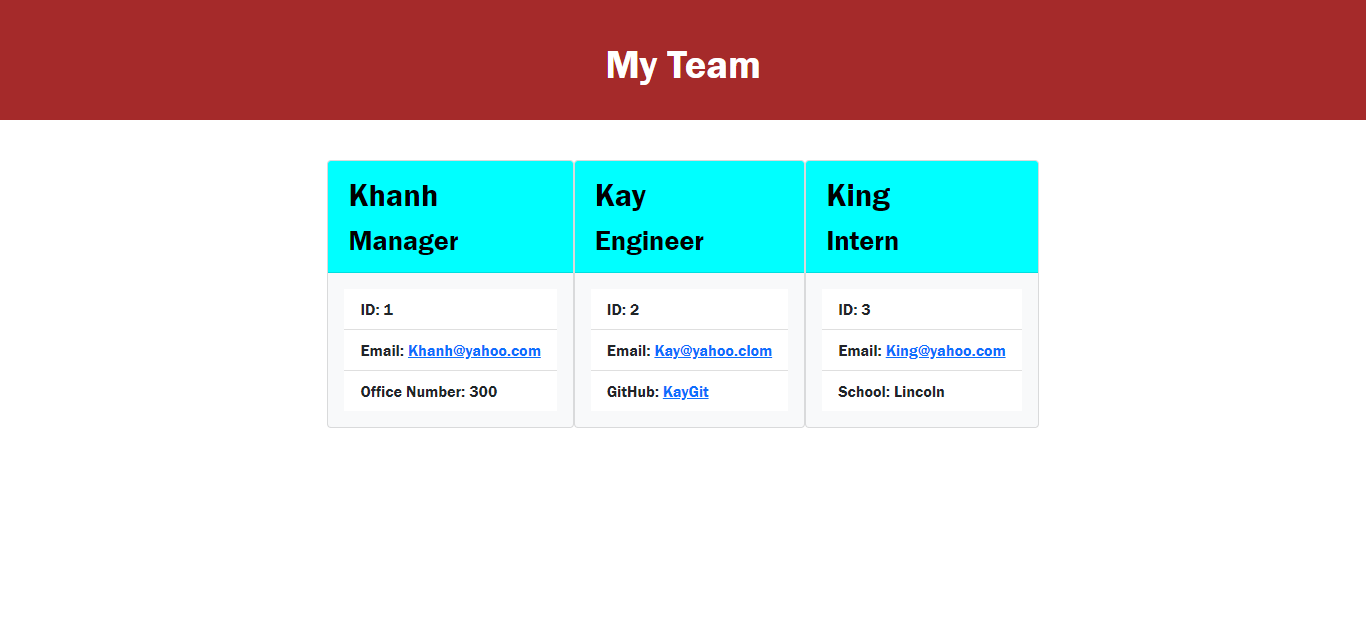 My Team
Khanh
Manager
ID: 1
Email: Khanh@yahoo.com
Office Number: 300
Kay
Engineer
ID: 2
Email: Kay@yahoo.clom
GitHub: KayGit
King
Intern
ID: 3
Email: King@yahoo.com
School: Lincoln